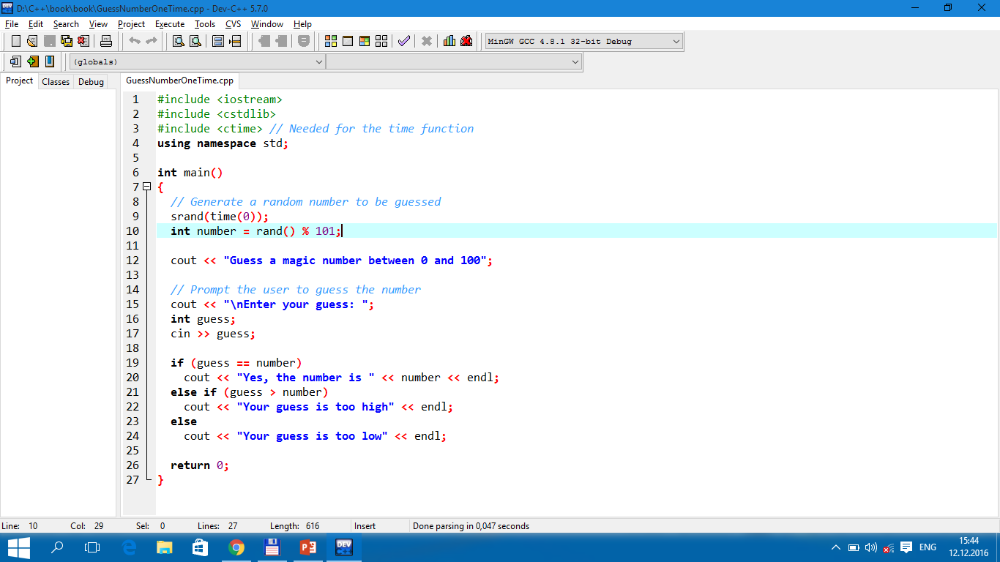 D:\C++\book\book\GuessNumberOneTime.cpp - Dev-C++ 5.7.0
File Edit Search View Project Execute Tools CVS Window Help
MinGW GCC 4.8.1 32-bit Debug
(globals)
Project Classes Debug
GuessNumberOneTime.cpp
1 #include <iostream>
2 #include <cstdlib>
3 #include <ctime> // Needed for the time function
4 using namespace std;
5
6 int main()
7 {
8 // Generate a random number to be guessed
9 srand(time(0));
10 int number = rand() % 101;
11
12 cout << "Guess a magic number between 0 and 100";
13
14 // Prompt the user to guess the number
15 cout << "\nEnter your guess: ";
16 int guess;
17 cin >> guess;
18
19 if (guess == number)
20 cout << "Yes, the number is " << number << endl;
21 else if (guess > number)
22 cout << "Your guess is too high" << endl;
23 else
24 cout << "Your guess is too low" << endl;
25
26 return 0;
27 }
Line: 10 Col: 29 Sel: 0 Lines: 27 Length: 616 Insert Done parsing in 0,047 seconds
DEV C++
ENG
15:44
12.12.2016